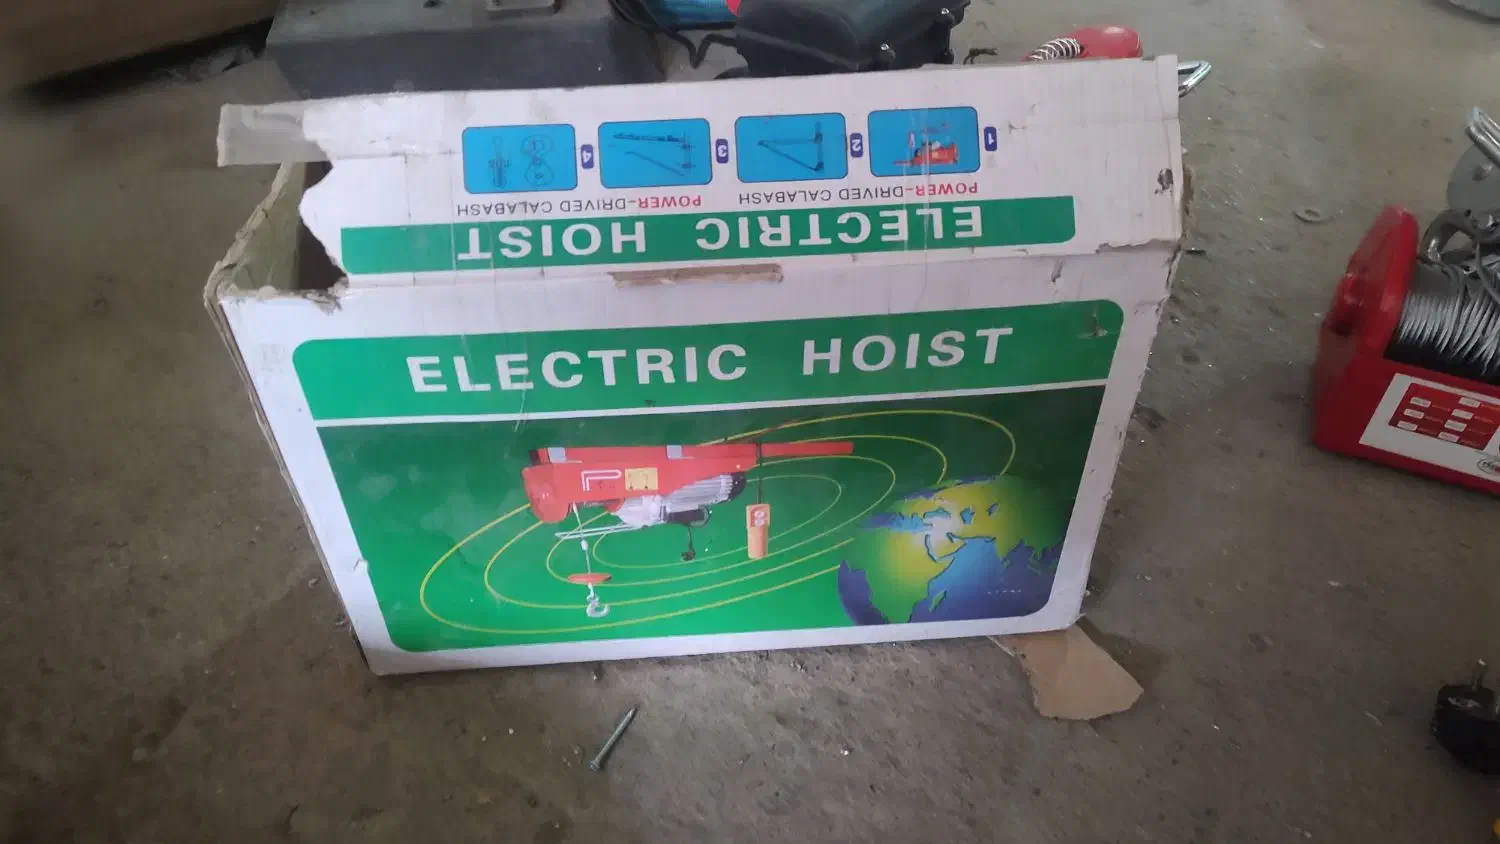 1
2
3
4
POWER-DRIVED CALABASH
POWER-DRIVED CALABASH
ELECTRIC HOIST
ELECTRIC HOIST